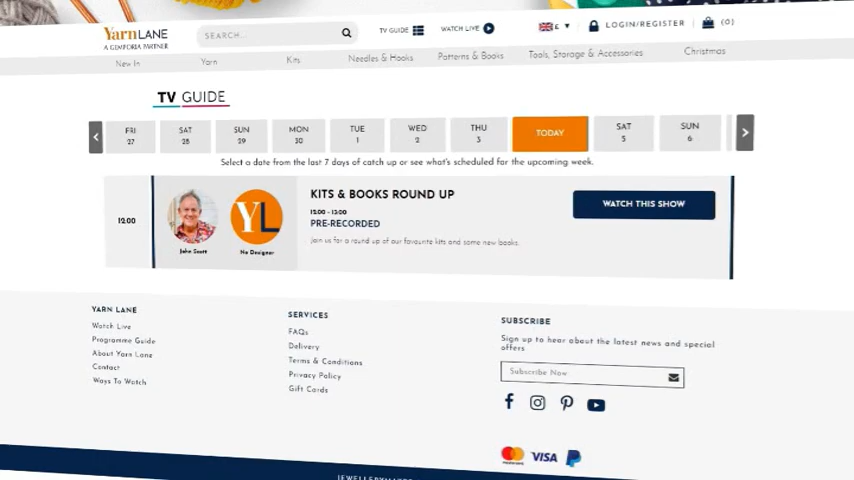 YarnLANE
A GEMPORIA PARTNER
SEARCH...
TV GUIDE
WATCH LIVE
£
LOGIN/REGISTER
(0)
New In
Yarn
Kits
Needles & Hooks
Patterns & Books
Tools, Storage & Accessories
Christmas
TV GUIDE
FRI
27
SAT
28
SUN
29
MON
30
TUE
1
WED
2
THU
3
TODAY
SAT
5
SUN
6
Select a date from the last 7 days of catch up or see what's scheduled for the upcoming week.
12:00
John Scott
YL
No Designer
KITS & BOOKS ROUND UP
12:00 - 13:00
PRE-RECORDED
Join us for a round up of our favourite kits and some new books.
WATCH THIS SHOW
YARN LANE
Watch Live
Programme Guide
About Yarn Lane
Contact
Ways To Watch
SERVICES
FAQs
Delivery
Terms & Conditions
Privacy Policy
Gift Cards
SUBSCRIBE
Sign up to hear about the latest news and special
offers
Subscribe Now
mastercard
VISA